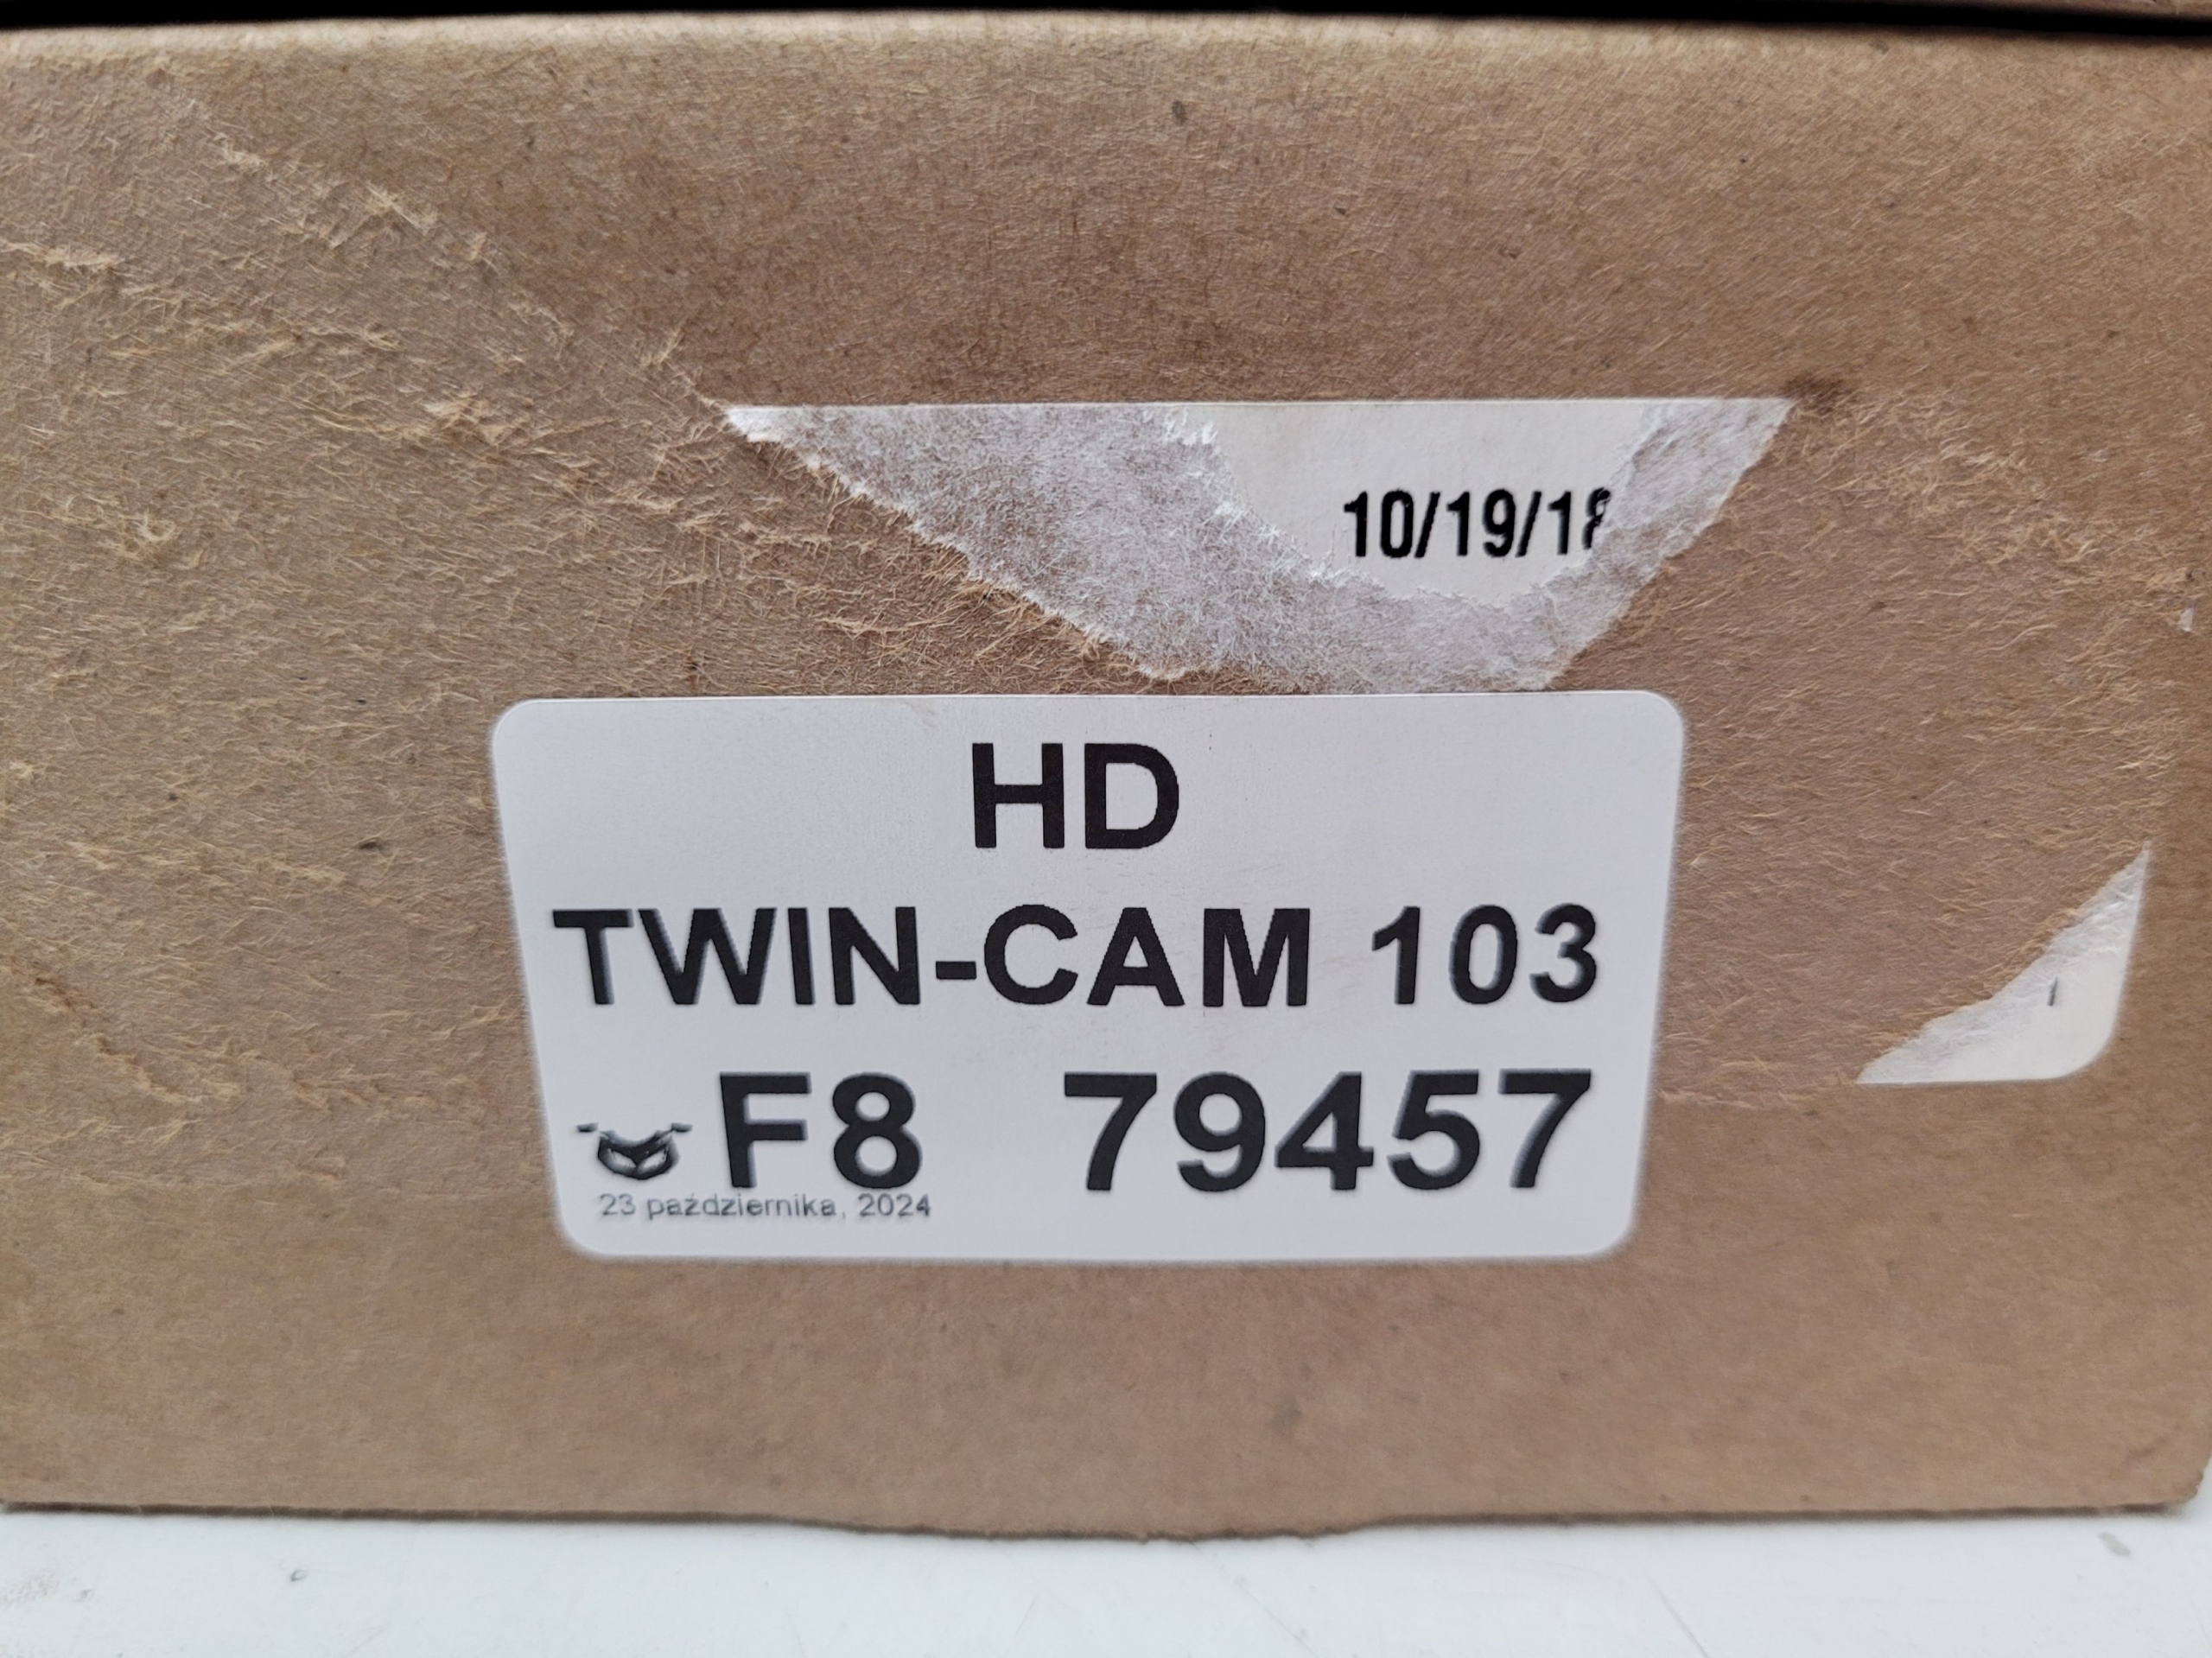 10/19/18
HD
TWIN-CAM 103
F8 79457
23 października, 2024